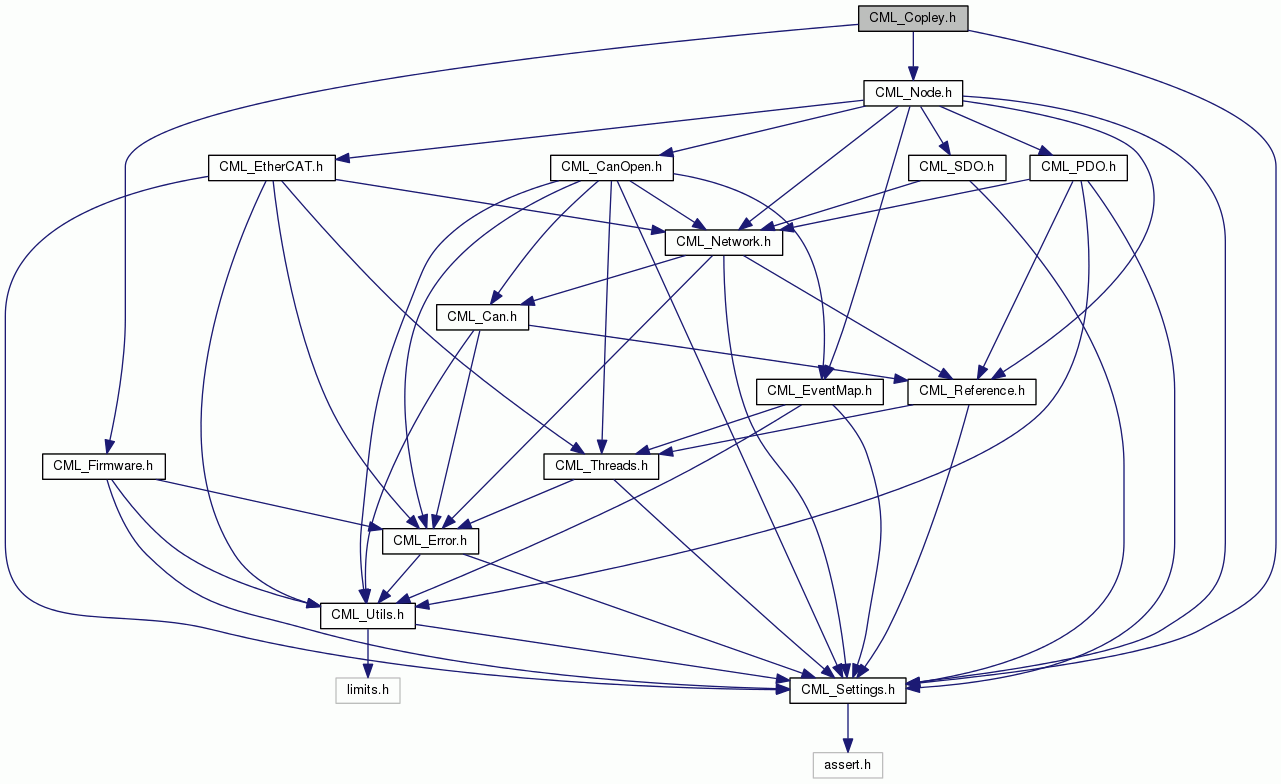 CML_Copley.h
CML_Node.h
CML_EtherCAT.h
CML_CanOpen.h
CML_SDO.h
CML_PDO.h
CML_Network.h
CML_Can.h
CML_EventMap.h
CML_Reference.h
CML_Firmware.h
CML_Threads.h
CML_Error.h
CML_Utils.h
limits.h
CML_Settings.h
assert.h